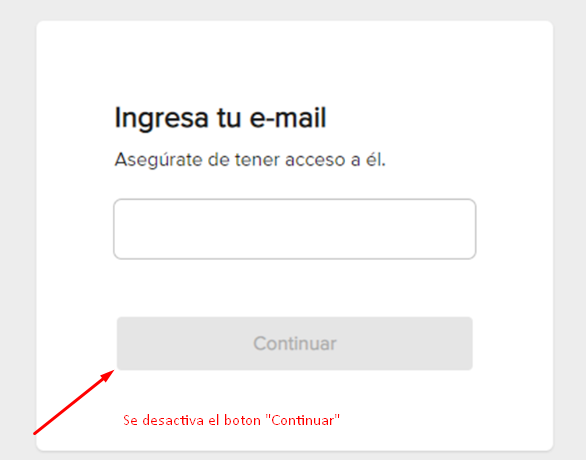 Ingresa tu e-mail
Asegúrate de tener acceso a él.
Continuar
Se desactiva el boton "Continuar"